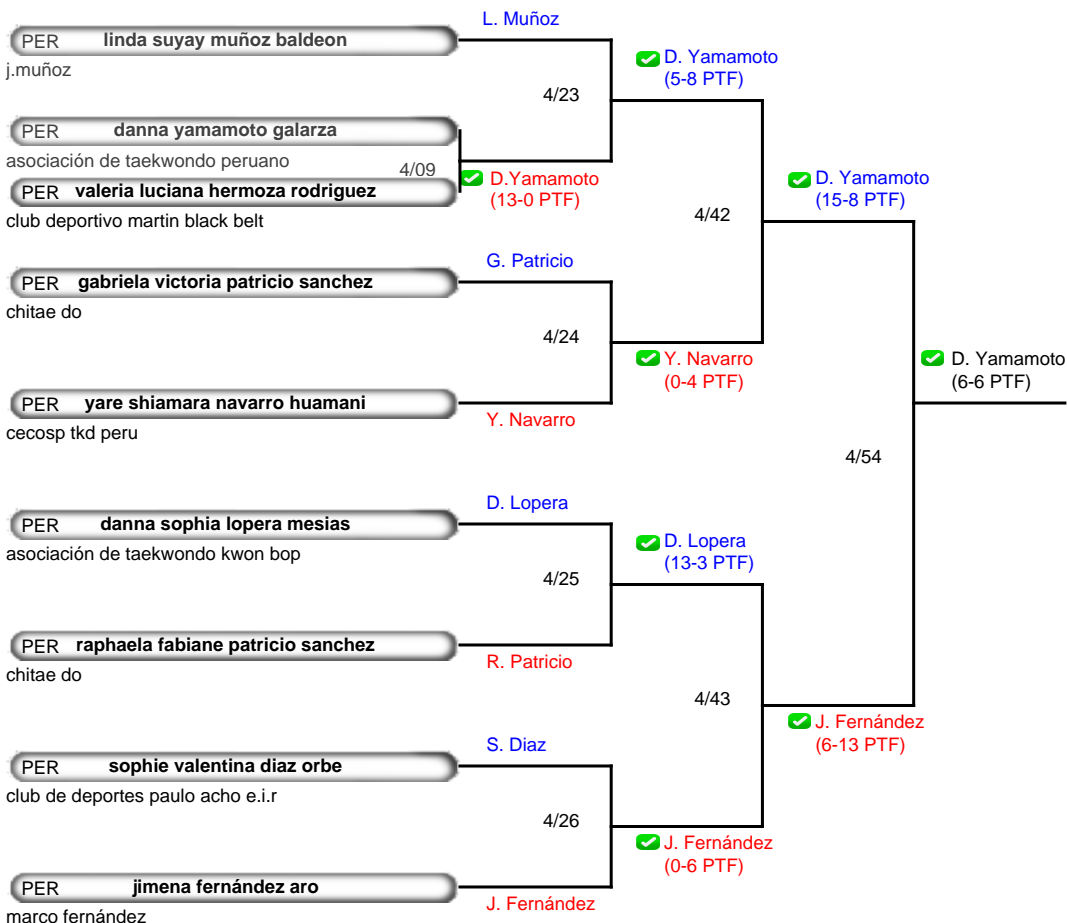 L. Muñoz
PER linda suyay muñoz baldeon
j.muñoz
D. Yamamoto
(5-8 PTF)
4/23
PER danna yamamoto galarza
asociación de taekwondo peruano
4/09
D.Yamamoto
(13-0 PTF)
PER valeria luciana hermoza rodriguez
club deportivo martin black belt
D. Yamamoto
(15-8 PTF)
4/42
G. Patricio
PER gabriela victoria patricio sanchez
chitae do
4/24
Y. Navarro
(0-4 PTF)
D. Yamamoto
(6-6 PTF)
PER yare shiamara navarro huamani
cecosp tkd peru
Y. Navarro
4/54
D. Lopera
PER danna sophia lopera mesias
asociación de taekwondo kwon bop
D. Lopera
(13-3 PTF)
4/25
PER raphaela fabiane patricio sanchez
chitae do
R. Patricio
4/43
J. Fernández
(6-13 PTF)
S. Diaz
PER sophie valentina diaz orbe
club de deportes paulo acho e.i.r
4/26
J. Fernández
(0-6 PTF)
PER jimena fernández aro
marco fernández
J. Fernández